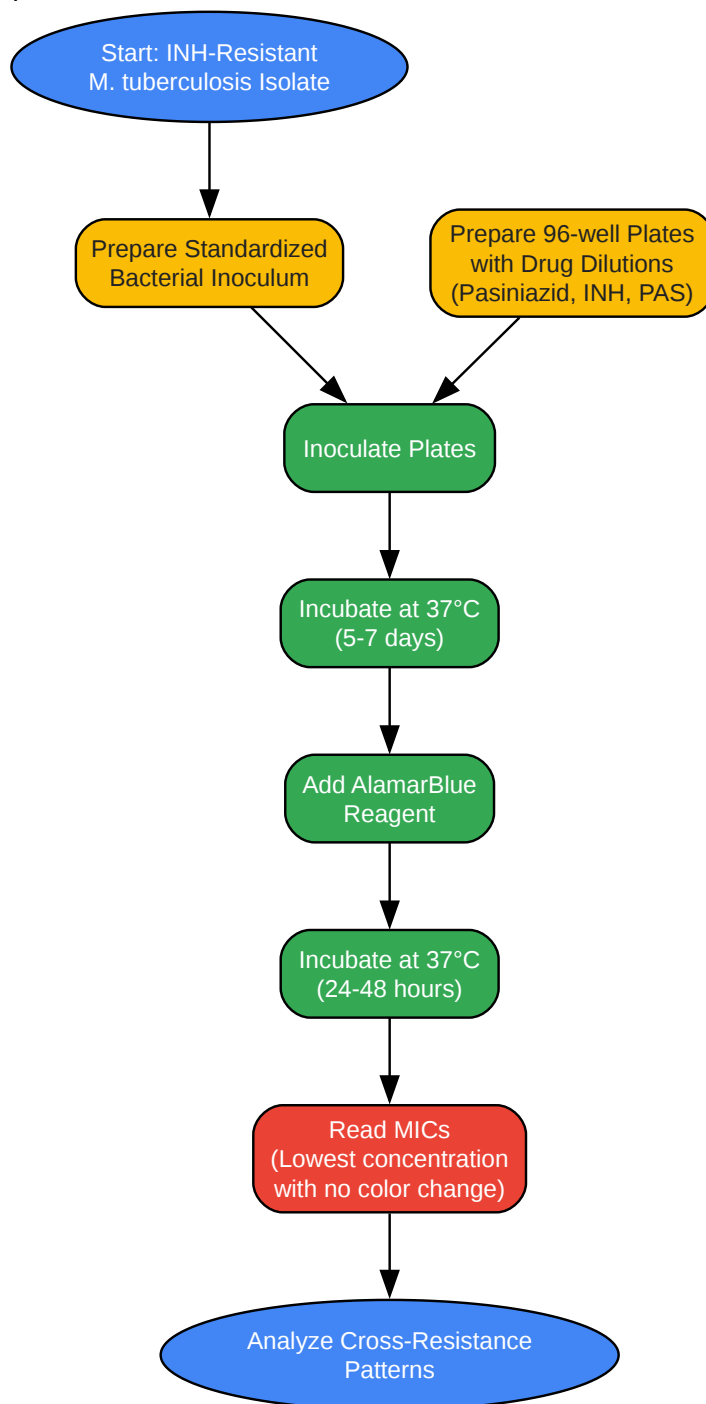 Start: INH-Resistant
M. tuberculosis Isolate
Prepare Standardized
Bacterial Inoculum
Prepare 96-well Plates
with Drug Dilutions
(Pasiniazid, INH, PAS)
Inoculate Plates
Incubate at 37°C
(5-7 days)
Add AlamarBlue
Reagent
Incubate at 37°C
(24-48 hours)
Read MICs
(Lowest concentration
with no color change)
Analyze Cross-Resistance
Patterns